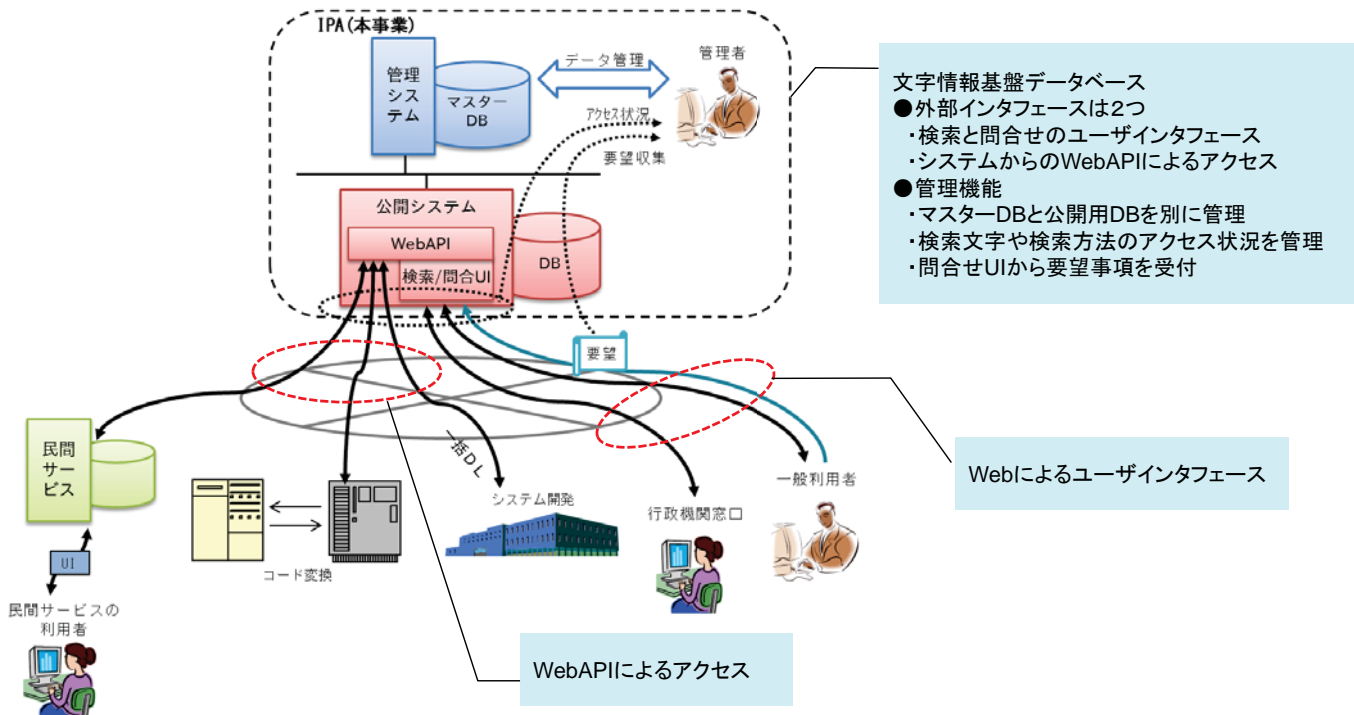 IPA(本事業)
管理
システム
マスター
DB
データ管理
管理者
アクセス状況
要望収集
公開システム
WebAPI
検索/問合UI
DB
文字情報基盤データベース
●外部インタフェースは２つ
・検索と問合せのユーザインタフェース
・システムからのWebAPIによるアクセス
●管理機能
・マスターDBと公開用DBを別に管理
・検索文字や検索方法のアクセス状況を管理
・問合せUIから要望事項を受付
要望
民間
サー
ビス
UI
民間サービスの
利用者
コード変換
一括DL
システム開発
行政機関窓口
一般利用者
Webによるユーザインタフェース
WebAPIによるアクセス